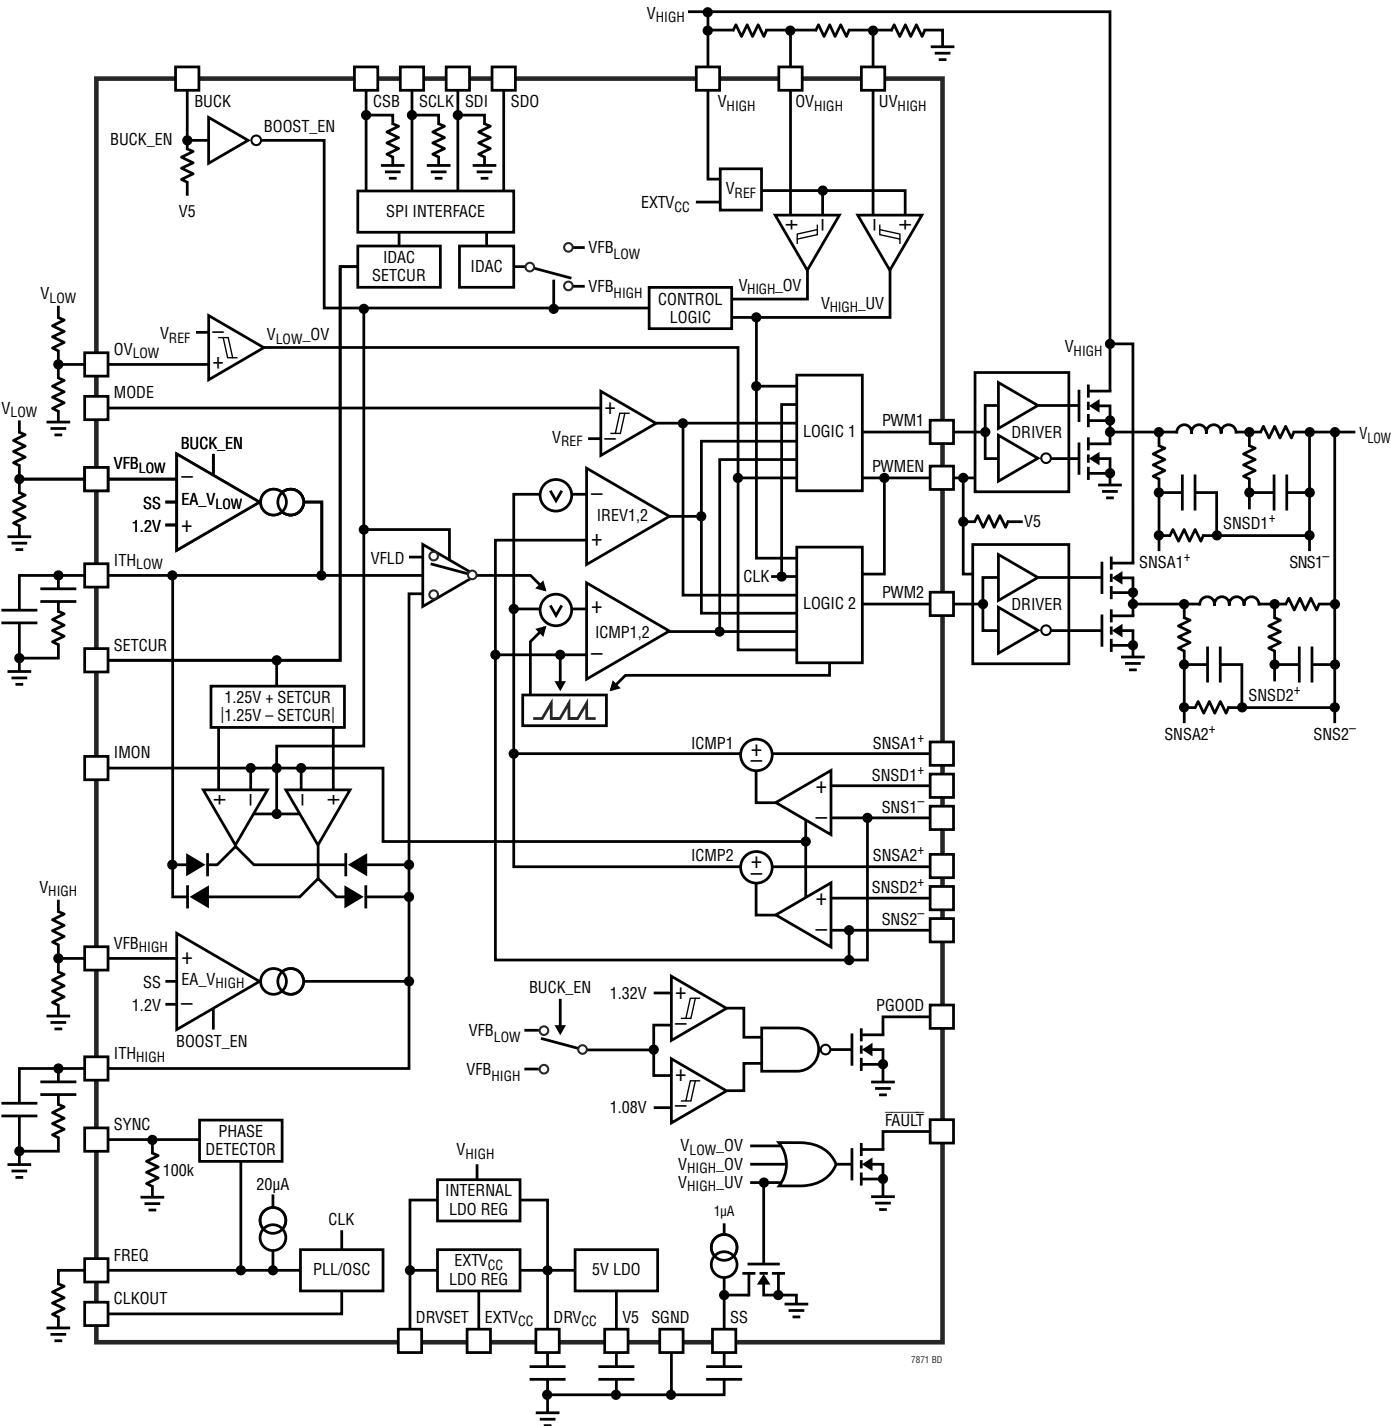 VHIGH
BUCK
CSB
SCLK
SDI
SDO
VHIGH
OVHIGH
UVHIGH
BUCK_EN
BOOST_EN
V5
SPI INTERFACE
EXTVCC
VREF
+
–
–
+
IDAC
SETCUR
IDAC
VFBLOW
VFBHIGH
CONTROL
LOGIC
VHIGH_OV
VHIGH_UV
VLOW
VREF
–
+
VLOW_OV
OVLOW
VHIGH
MODE
VLOW
+
–
VREF
LOGIC 1
PWM1
PWMEN
DRIVER
VLOW
BUCK_EN
VFBLOW
–
SS
EA_VLOW
1.2V
+
V
–
IREV1,2
+
V5
SNSD1+
SNSA1+
SNS1–
ITHLOW
VFLD
CLK
LOGIC 2
PWM2
DRIVER
V
+
ICMP1,2
–
SETCUR
1.25V + SETCUR
|1.25V – SETCUR|
SNSD2+
SNSA2+
SNS2–
IMON
+
–
–
+
ICMP1
±
–
SNSA1+
SNSD1+
+
SNS1–
–
ICMP2
±
–
SNSA2+
SNSD2+
+
SNS2–
–
VHIGH
VFBHIGH
+
SS
EA_VHIGH
1.2V
–
BOOST_EN
ITHHIGH
BUCK_EN
VFBLOW
VFBHIGH
1.32V
+
–
+
–
1.08V
PGOOD
FAULT
SYNC
PHASE
DETECTOR
100k
20µA
CLK
FREQ
PLL/OSC
CLKOUT
VHIGH
INTERNAL
LDO REG
EXTVCC
LDO REG
5V LDO
VLOW_OV
VHIGH_OV
VHIGH_UV
1µA
DRVSET
EXTVCC
DRVCC
V5
SGND
SS
7871 BD